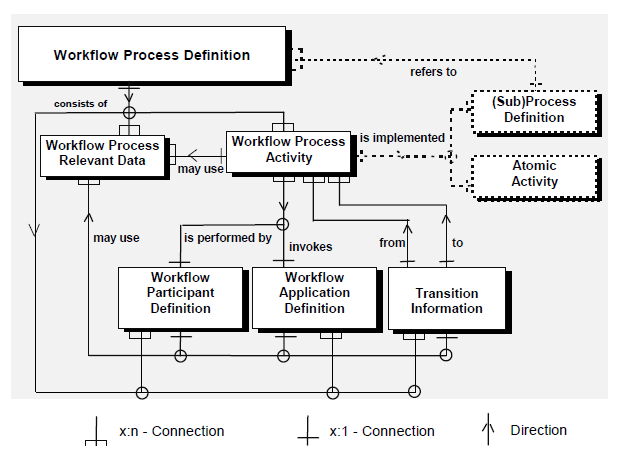 Workflow Process Definition
refers to
consists of
(Sub)Process
Definition
Workflow Process
Relevant Data
may use
Workflow Process
Activity
is implemented
Atomic
Activity
may use
is performed by
invokes
from
to
Workflow
Participant
Definition
Workflow
Application
Definition
Transition
Information
x:n - Connection
x:1 - Connection
Direction